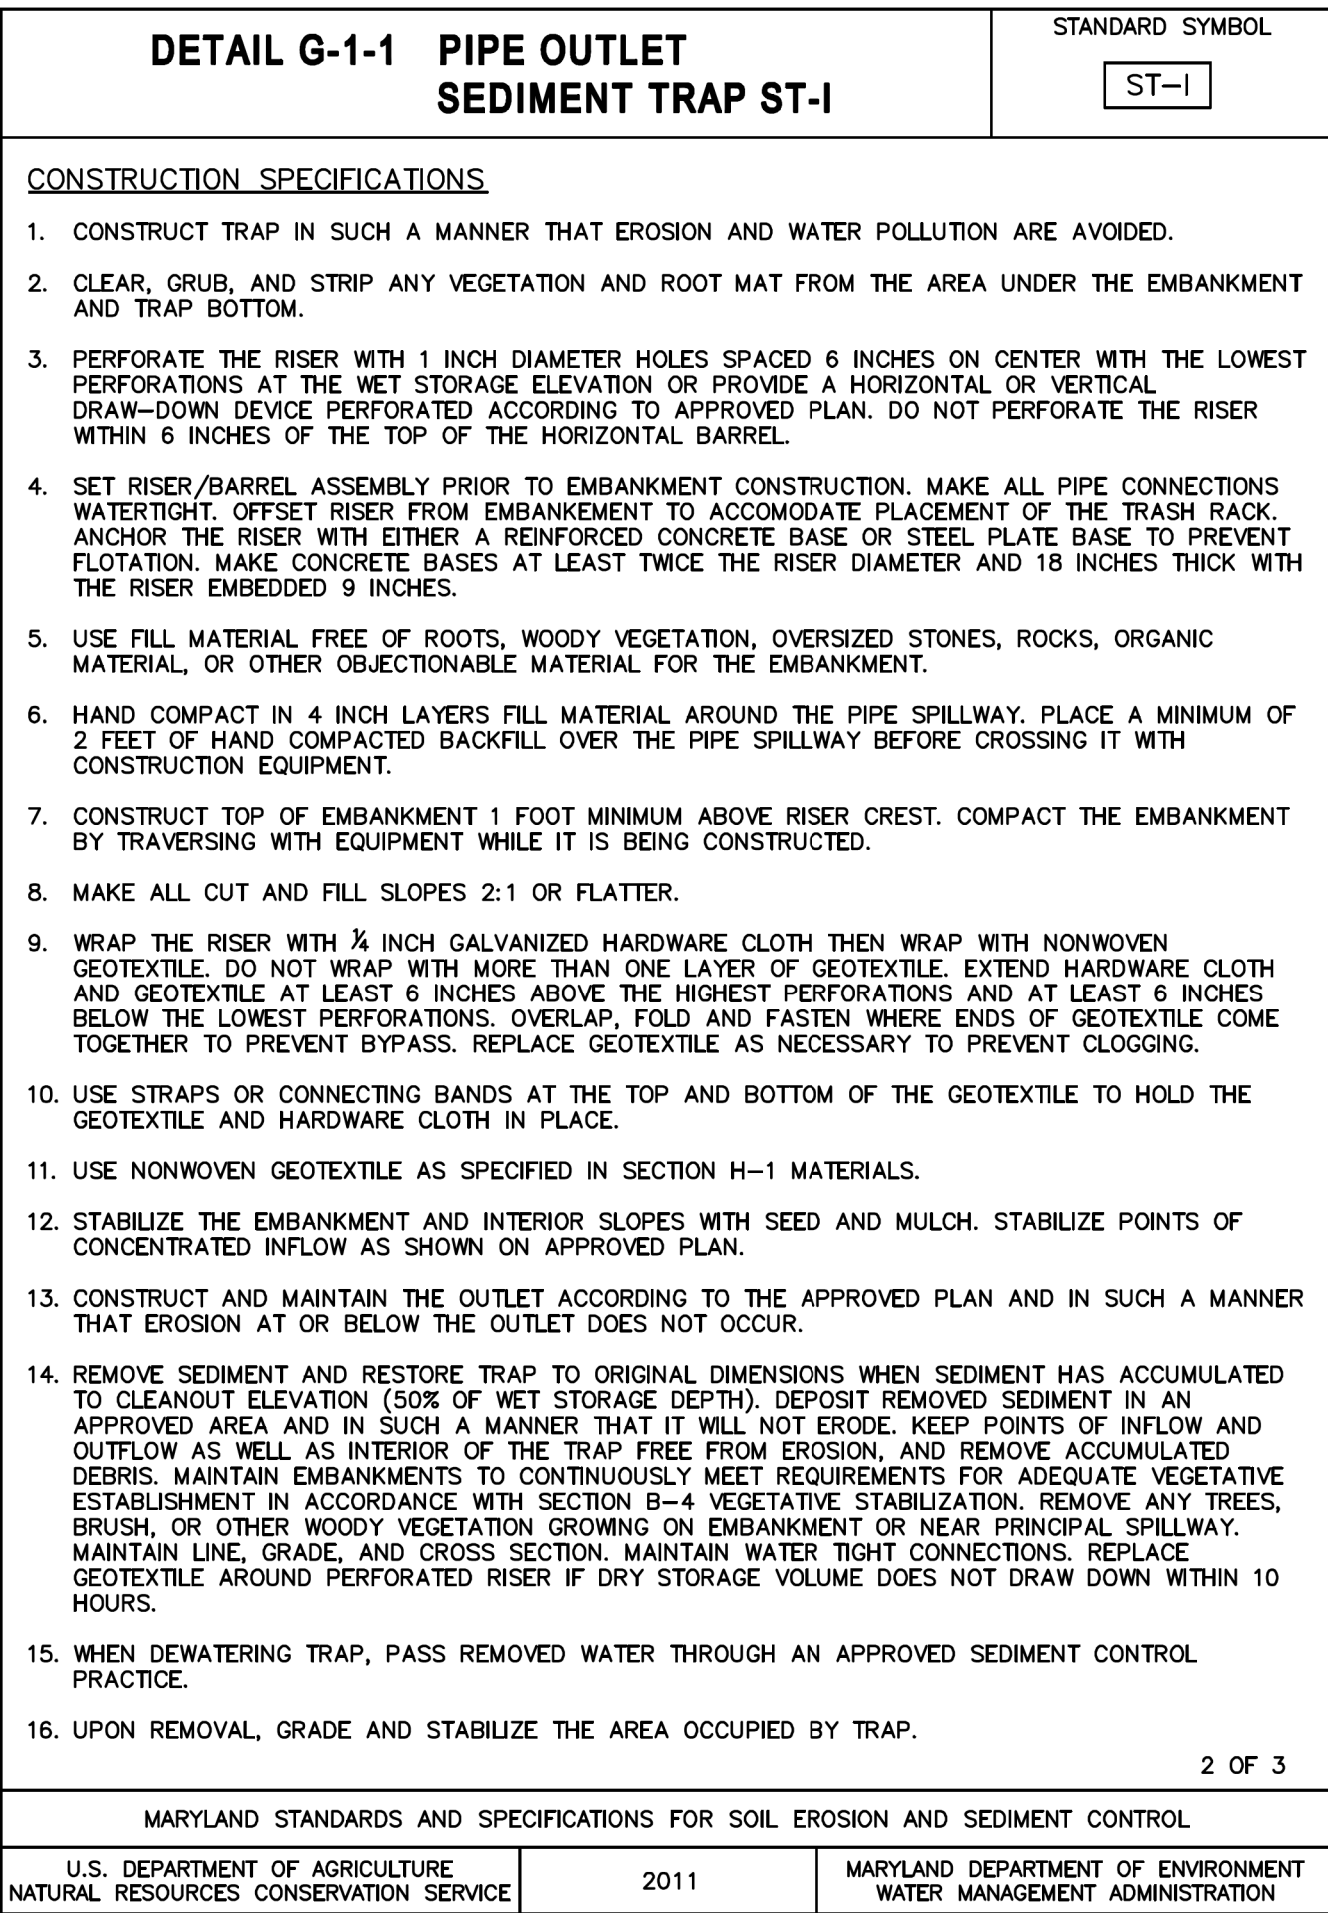 DETAIL G-1-1 PIPE OUTLET
SEDIMENT TRAP ST-I
STANDARD SYMBOL
ST-I
CONSTRUCTION SPECIFICATIONS
1. CONSTRUCT TRAP IN SUCH A MANNER THAT EROSION AND WATER POLLUTION ARE AVOIDED.
2. CLEAR, GRUB, AND STRIP ANY VEGETATION AND ROOT MAT FROM THE AREA UNDER THE EMBANKMENT
AND TRAP BOTTOM.
3. PERFORATE THE RISER WITH 1 INCH DIAMETER HOLES SPACED 6 INCHES ON CENTER WITH THE LOWEST
PERFORATIONS AT THE WET STORAGE ELEVATION OR PROVIDE A HORIZONTAL OR VERTICAL
DRAW-DOWN DEVICE PERFORATED ACCORDING TO APPROVED PLAN. DO NOT PERFORATE THE RISER
WITHIN 6 INCHES OF THE TOP OF THE HORIZONTAL BARREL.
4. SET RISER/BARREL ASSEMBLY PRIOR TO EMBANKMENT CONSTRUCTION. MAKE ALL PIPE CONNECTIONS
WATERTIGHT. OFFSET RISER FROM EMBANKEMENT TO ACCOMODATE PLACEMENT OF THE TRASH RACK.
ANCHOR THE RISER WITH EITHER A REINFORCED CONCRETE BASE OR STEEL PLATE BASE TO PREVENT
FLOTATION. MAKE CONCRETE BASES AT LEAST TWICE THE RISER DIAMETER AND 18 INCHES THICK WITH
THE RISER EMBEDDED 9 INCHES.
5. USE FILL MATERIAL FREE OF ROOTS, WOODY VEGETATION, OVERSIZED STONES, ROCKS, ORGANIC
MATERIAL, OR OTHER OBJECTIONABLE MATERIAL FOR THE EMBANKMENT.
6. HAND COMPACT IN 4 INCH LAYERS FILL MATERIAL AROUND THE PIPE SPILLWAY. PLACE A MINIMUM OF
2 FEET OF HAND COMPACTED BACKFILL OVER THE PIPE SPILLWAY BEFORE CROSSING IT WITH
CONSTRUCTION EQUIPMENT.
7. CONSTRUCT TOP OF EMBANKMENT 1 FOOT MINIMUM ABOVE RISER CREST. COMPACT THE EMBANKMENT
BY TRAVERSING WITH EQUIPMENT WHILE IT IS BEING CONSTRUCTED.
8. MAKE ALL CUT AND FILL SLOPES 2:1 OR FLATTER.
9. WRAP THE RISER WITH ¼ INCH GALVANIZED HARDWARE CLOTH THEN WRAP WITH NONWOVEN
GEOTEXTILE. DO NOT WRAP WITH MORE THAN ONE LAYER OF GEOTEXTILE. EXTEND HARDWARE CLOTH
AND GEOTEXTILE AT LEAST 6 INCHES ABOVE THE HIGHEST PERFORATIONS AND AT LEAST 6 INCHES
BELOW THE LOWEST PERFORATIONS. OVERLAP, FOLD AND FASTEN WHERE ENDS OF GEOTEXTILE COME
TOGETHER TO PREVENT BYPASS. REPLACE GEOTEXTILE AS NECESSARY TO PREVENT CLOGGING.
10. USE STRAPS OR CONNECTING BANDS AT THE TOP AND BOTTOM OF THE GEOTEXTILE TO HOLD THE
GEOTEXTILE AND HARDWARE CLOTH IN PLACE.
11. USE NONWOVEN GEOTEXTILE AS SPECIFIED IN SECTION H-1 MATERIALS.
12. STABILIZE THE EMBANKMENT AND INTERIOR SLOPES WITH SEED AND MULCH. STABILIZE POINTS OF
CONCENTRATED INFLOW AS SHOWN ON APPROVED PLAN.
13. CONSTRUCT AND MAINTAIN THE OUTLET ACCORDING TO THE APPROVED PLAN AND IN SUCH A MANNER
THAT EROSION AT OR BELOW THE OUTLET DOES NOT OCCUR.
14. REMOVE SEDIMENT AND RESTORE TRAP TO ORIGINAL DIMENSIONS WHEN SEDIMENT HAS ACCUMULATED
TO CLEANOUT ELEVATION (50% OF WET STORAGE DEPTH). DEPOSIT REMOVED SEDIMENT IN AN
APPROVED AREA AND IN SUCH A MANNER THAT IT WILL NOT ERODE. KEEP POINTS OF INFLOW AND
OUTFLOW AS WELL AS INTERIOR OF THE TRAP FREE FROM EROSION, AND REMOVE ACCUMULATED
DEBRIS. MAINTAIN EMBANKMENTS TO CONTINUOUSLY MEET REQUIREMENTS FOR ADEQUATE VEGETATIVE
ESTABLISHMENT IN ACCORDANCE WITH SECTION B-4 VEGETATIVE STABILIZATION. REMOVE ANY TREES,
BRUSH, OR OTHER WOODY VEGETATION GROWING ON EMBANKMENT OR NEAR PRINCIPAL SPILLWAY.
MAINTAIN LINE, GRADE, AND CROSS SECTION. MAINTAIN WATER TIGHT CONNECTIONS. REPLACE
GEOTEXTILE AROUND PERFORATED RISER IF DRY STORAGE VOLUME DOES NOT DRAW DOWN WITHIN 10
HOURS.
15. WHEN DEWATERING TRAP, PASS REMOVED WATER THROUGH AN APPROVED SEDIMENT CONTROL
PRACTICE.
16. UPON REMOVAL, GRADE AND STABILIZE THE AREA OCCUPIED BY TRAP.
2 OF 3
MARYLAND STANDARDS AND SPECIFICATIONS FOR SOIL EROSION AND SEDIMENT CONTROL
U.S. DEPARTMENT OF AGRICULTURE
NATURAL RESOURCES CONSERVATION SERVICE
2011
MARYLAND DEPARTMENT OF ENVIRONMENT
WATER MANAGEMENT ADMINISTRATION